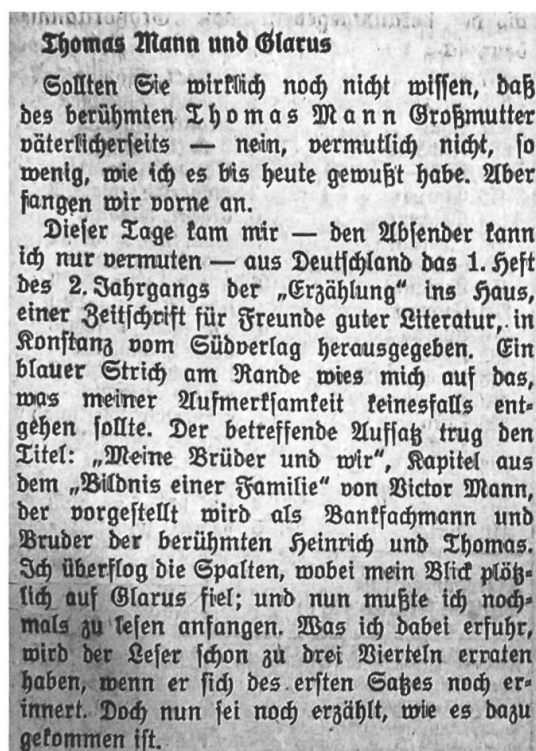 Thomas Mann und Glarus
Sollten Sie wirklich noch nicht wissen, daß
des berühmten Thomas Mann Großmutter
väterlicherseits — nein, vermutlich nicht, so
wenig, wie ich es bis heute gewußt habe. Aber
fangen wir vorne an.
Dieser Tage kam mir — den Absender kann
ich nur vermuten — aus Deutschland das 1. Heft
des 2. Jahrgangs der „Erzählung“ ins Haus,
einer Zeitschrift für Freunde guter Literatur, in
Konstanz vom Südverlag herausgegeben. Ein
blauer Strich am Rande wies mich auf das,
was meiner Aufmerksamkeit keinesfalls ent-
gehen sollte. Der betreffende Aufsatz trug den
Titel: „Meine Brüder und wir“, Kapitel aus
dem „Bildnis einer Familie“ von Victor Mann,
der vorgestellt wird als Bankfachmann und
Bruder der berühmten Heinrich und Thomas.
Ich überflog die Spalten, wobei mein Blick plötz-
lich auf Glarus fiel; und nun mußte ich noch-
mals zu lesen anfangen. Was ich dabei erfuhr,
wird der Leser schon zu drei Vierteln erraten
haben, wenn er sich des ersten Satzes noch er-
innert. Doch nun sei noch erzählt, wie es dazu
gekommen ist.